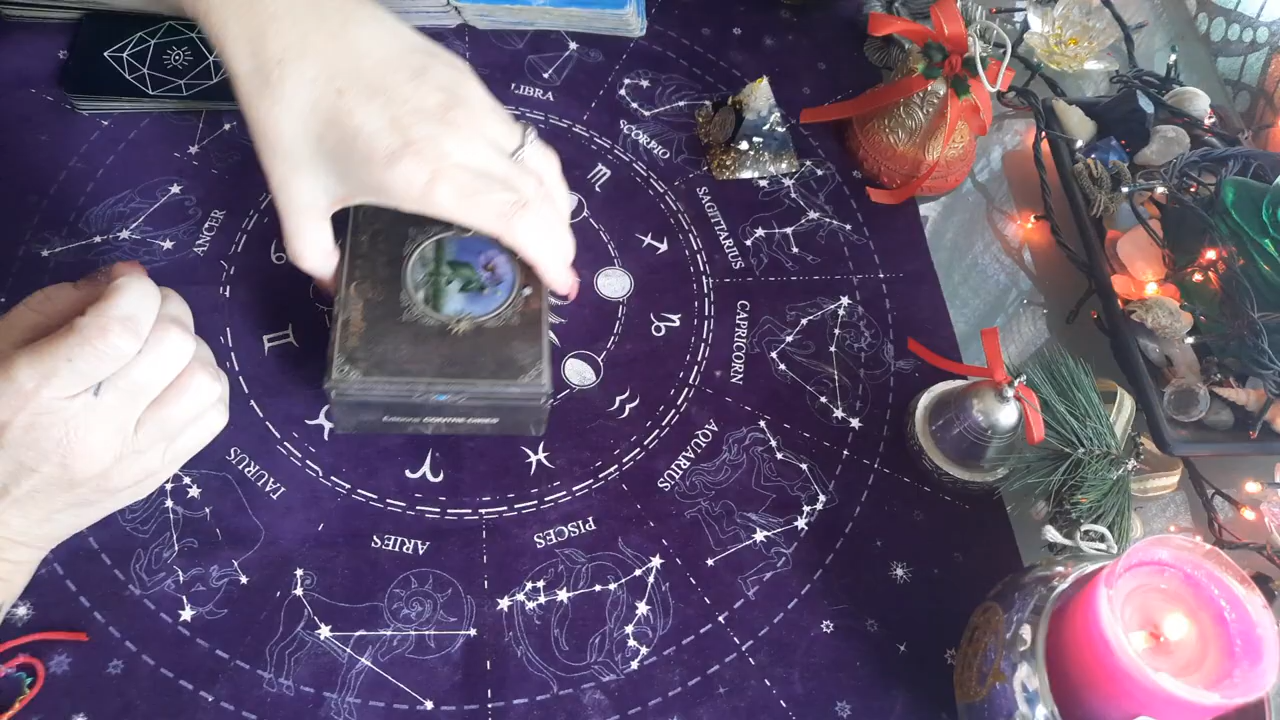 LIBRA
SCORPIO
SAGITTARIUS
CAPRICORN
AQUARIUS
PISCES
ARIES
TAURUS
ANCER